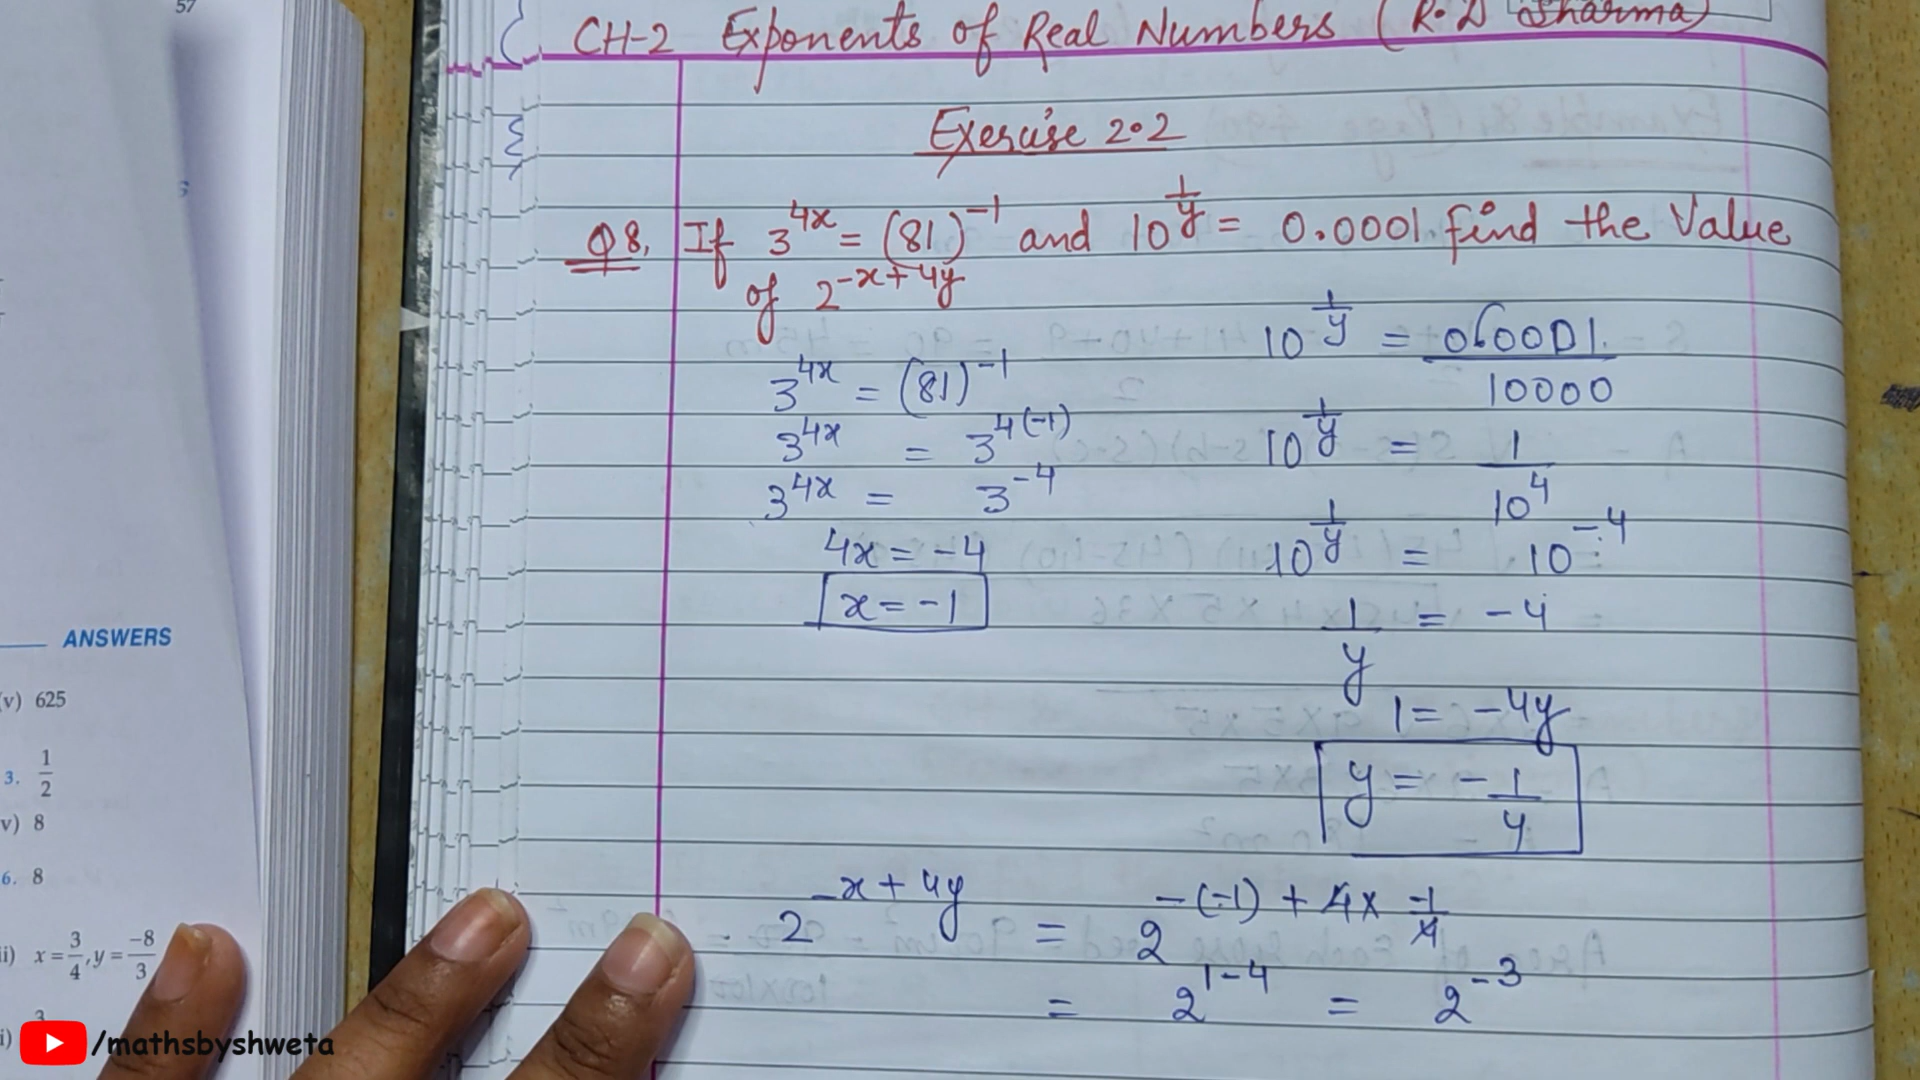 57
CH-2 Exponents of Real Numbers (R.D Sharma)
Exercise 2.2
Q8. If 3^{4x} = (81)^{-1} and 10^{1/y} = 0.0001. find the Value
of 2^{-x+4y}
3^{4x} = (81)^{-1}
3^{4x} = 3^{4(-1)}
3^{4x} = 3^{-4}
4x = -4
x = -1
10^{1/y} = 0.0001/10000
10^{1/y} = 1/10^4
10^{1/y} = 10^{-4}
1/y = -4
1 = -4y
y = -1/4
2^{-x+4y} = 2^{-(-1)+4x-1/4}
= 2^{1-4} = 2^{-3}
ANSWERS
(v) 625
3. 1/2
v) 8
6. 8
ii) x = 3/4, y = -8/3
3
i)
/mathsbyshweta